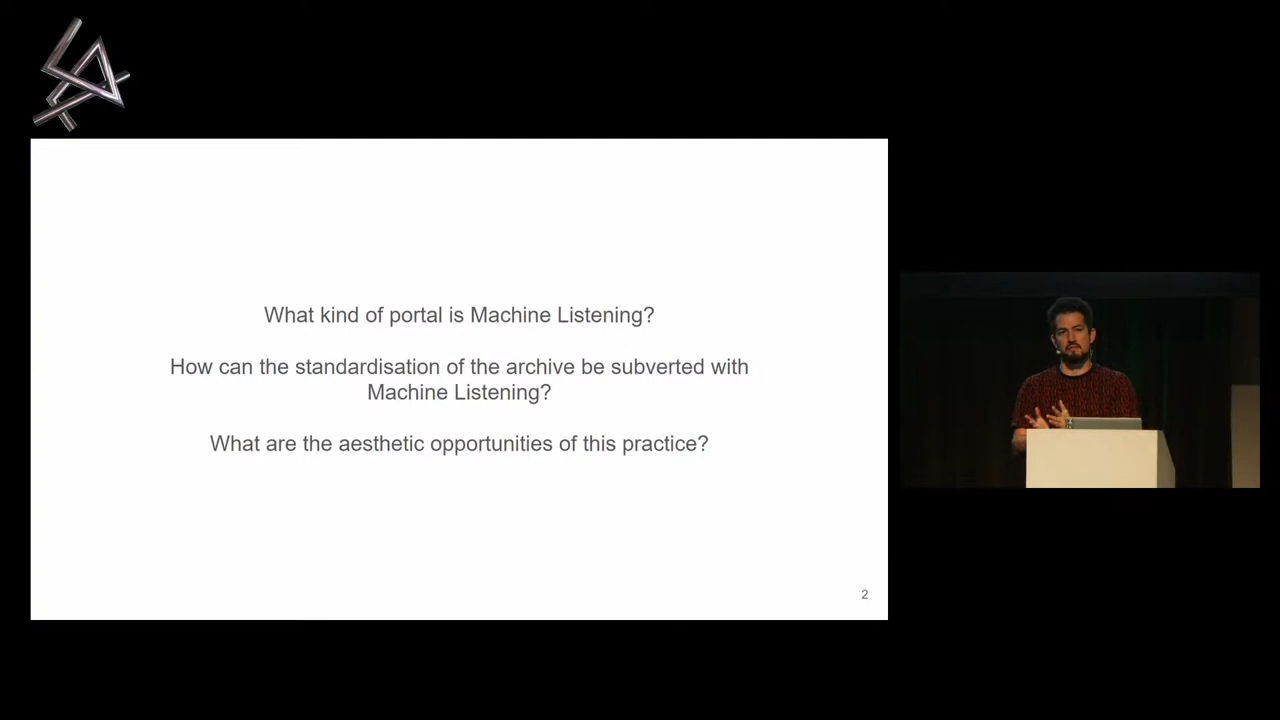 What kind of portal is Machine Listening?
How can the standardisation of the archive be subverted with
Machine Listening?
What are the aesthetic opportunities of this practice?
2